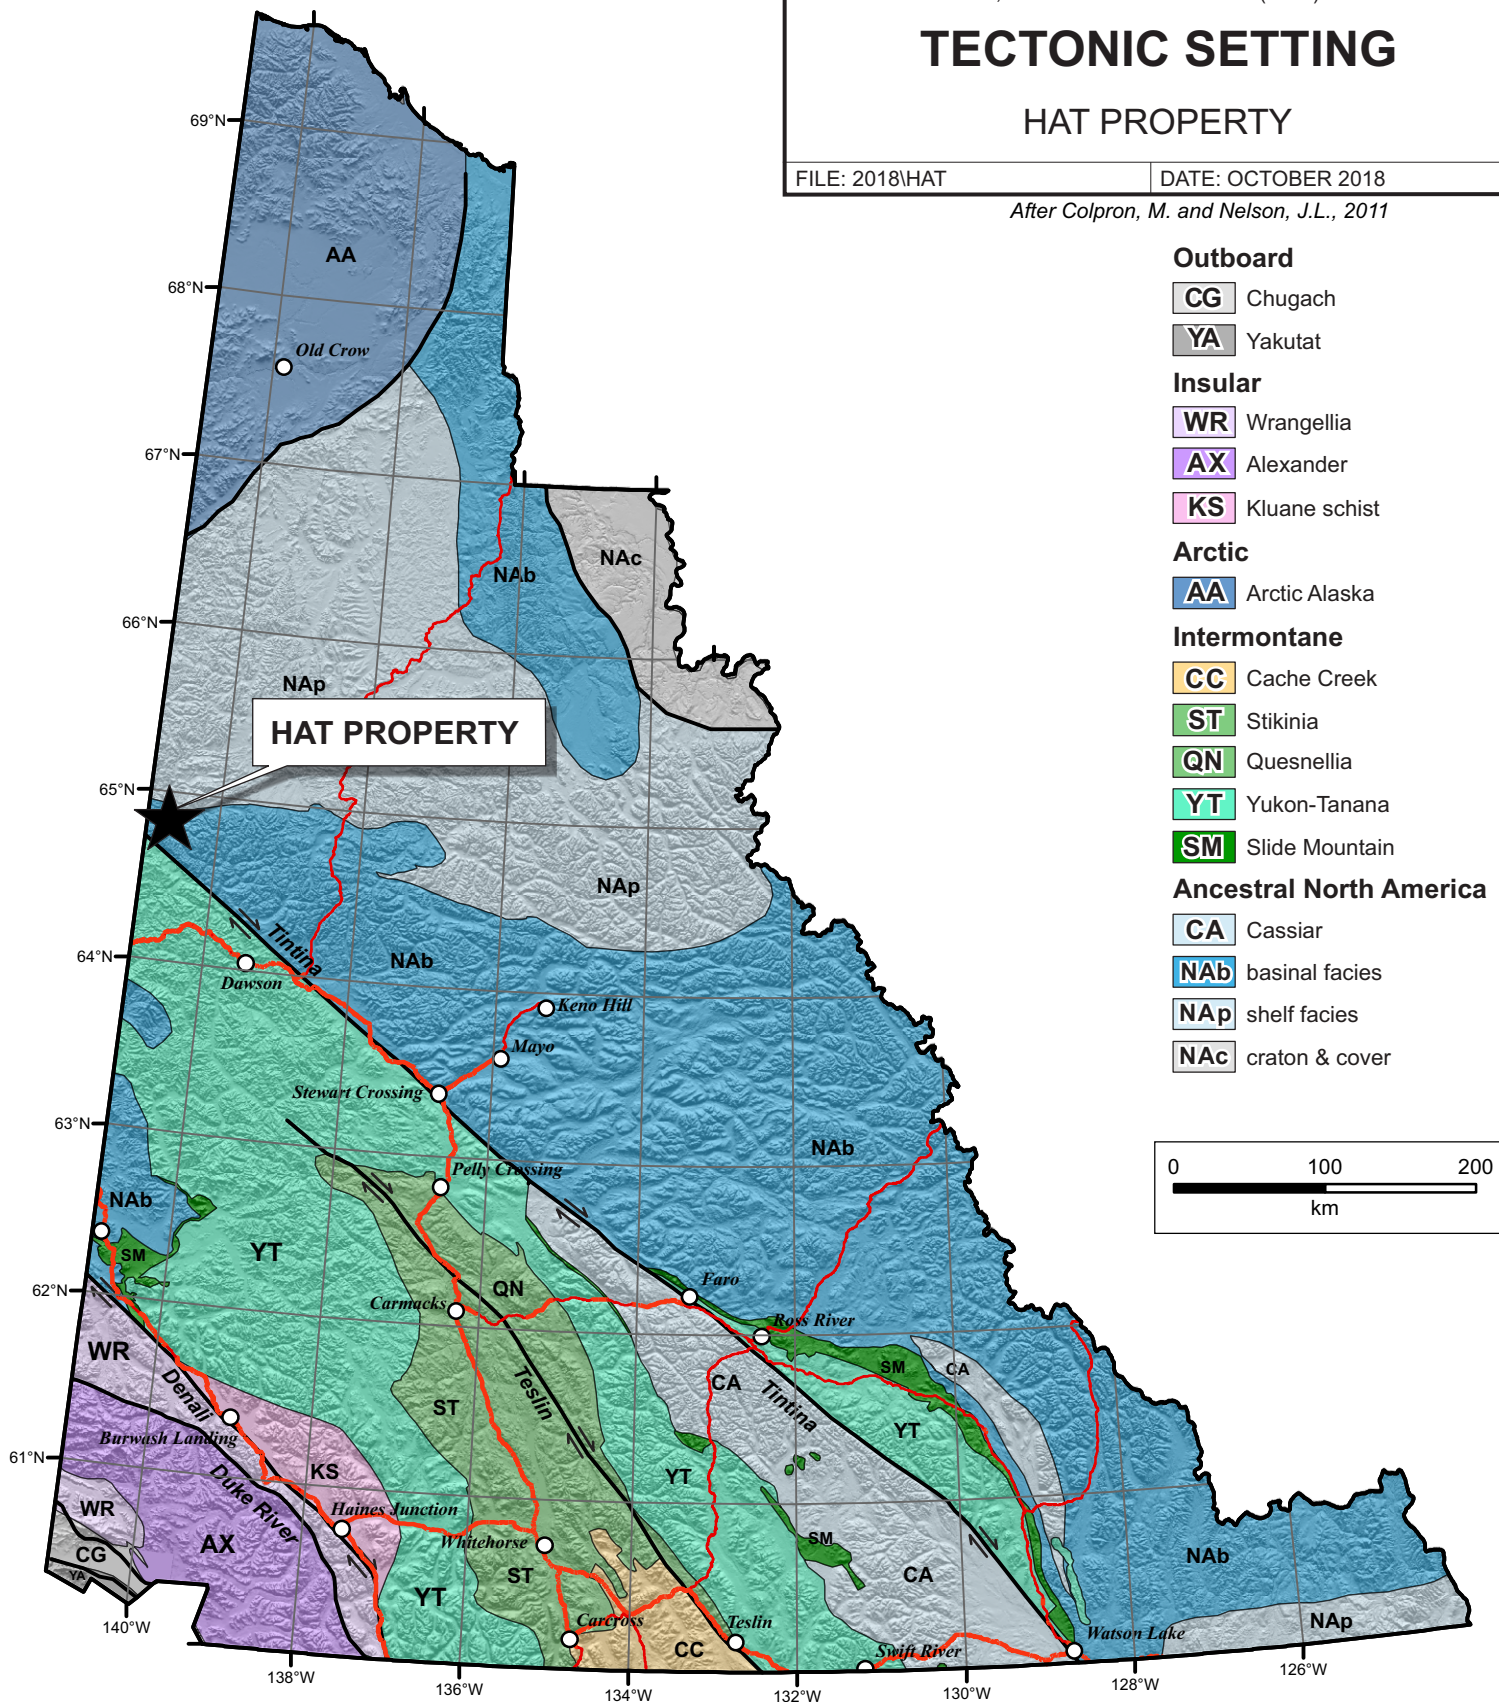 TECTONIC SETTING
HAT PROPERTY
FILE: 2018\HAT
DATE: OCTOBER 2018
After Colpron, M. and Nelson, J.L., 2011
Outboard
CG Chugach
YA Yakutat
Insular
WR Wrangellia
AX Alexander
KS Kluane schist
Arctic
AA Arctic Alaska
Intermontane
CC Cache Creek
ST Stikinia
QN Quesnellia
YT Yukon-Tanana
SM Slide Mountain
Ancestral North America
CA Cassiar
NAb basinal facies
NAp shelf facies
NAc craton & cover
0 100 200
km
69°N
AA
68°N
Old Crow
67°N
NAc
NAb
66°N
NAp
HAT PROPERTY
65°N
NAp
Tintina
64°N
NAb
Dawson
Keno Hill
Mayo
Stewart Crossing
63°N
NAb
Pelly Crossing
NAb
YT
SM
QN
Faro
62°N
Carmacks
Ross River
WR
SM
CA
CA
Denali
Teslin
Tintina
ST
YT
Burwash Landing
61°N
KS
YT
Duke River
WR
Haines Junction
SM
AX
Whitehorse
CG
NAb
YA
ST
CA
YT
Carcross
Teslin
NAp
Watson Lake
CC
Swift River
140°W
138°W
136°W
134°W
132°W
130°W
128°W
126°W